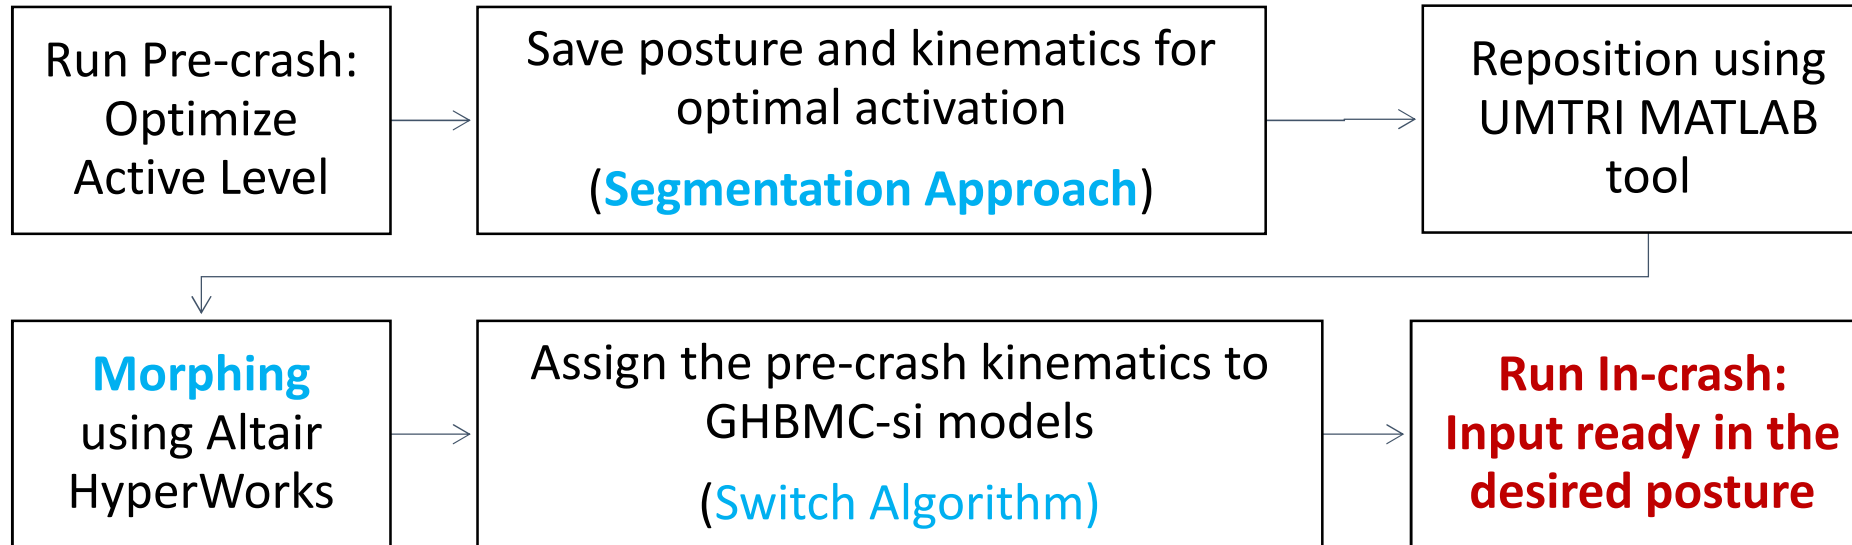 Run Pre-crash:
Optimize
Active Level
Save posture and kinematics for
optimal activation
(Segmentation Approach)
Reposition using
UMTRI MATLAB
tool
Morphing
using Altair
HyperWorks
Assign the pre-crash kinematics to
GHBMC-si models
(Switch Algorithm)
Run In-crash:
Input ready in the
desired posture